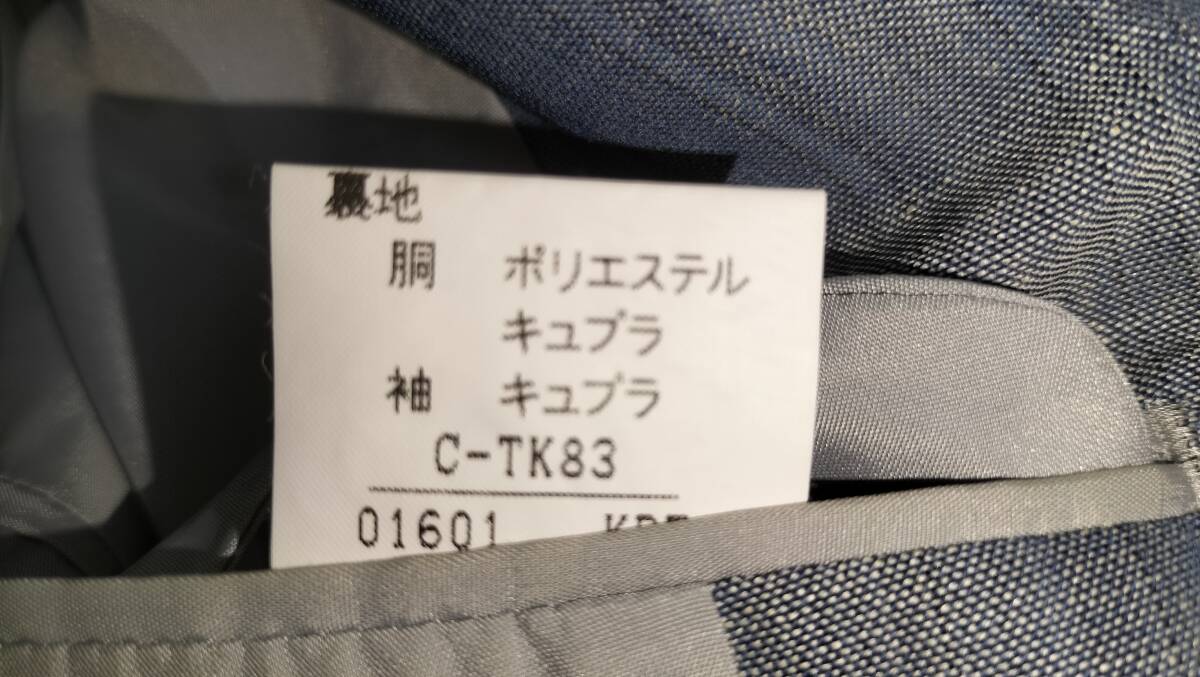 裏地
胴 ポリエステル
キュプラ
袖 キュプラ
C-TK83
01601